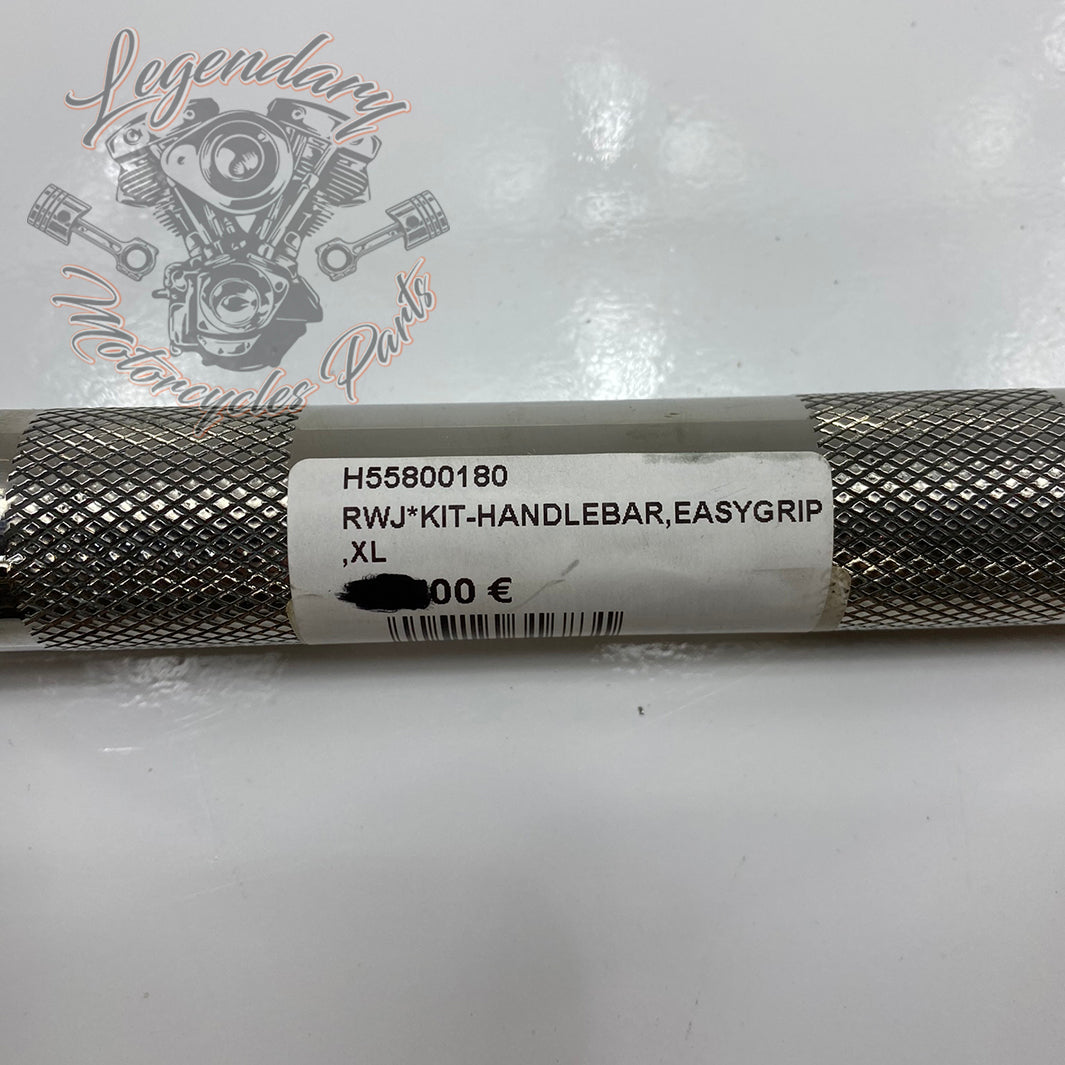 Legendary
Motorcycles Parts
H55800180
RWJ*KIT-HANDLEBAR,EASYGRIP
,XL
00 €